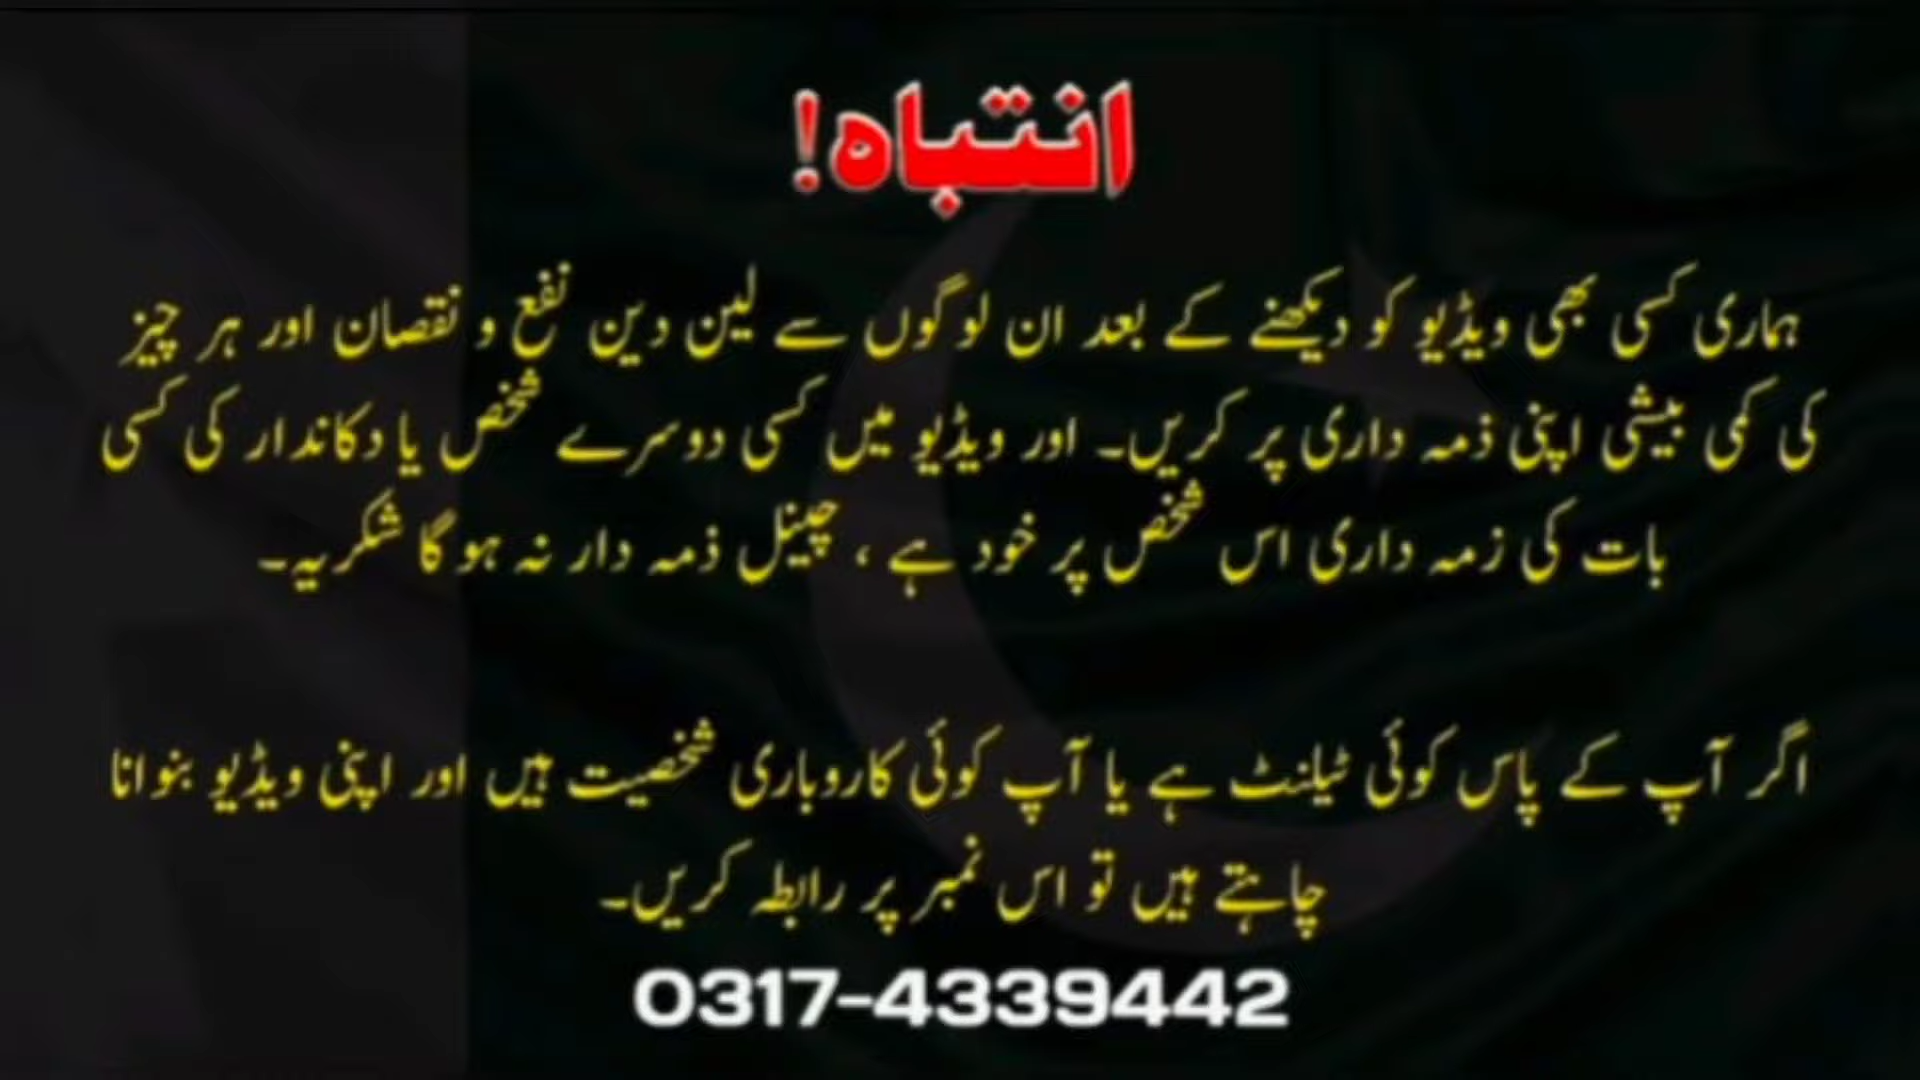 انتباہ!
ہماری کسی بھی ویڈیو کو دیکھنے کے بعد ان لوگوں سے لین دین نفع و نقصان اور ہر چیز
کی کمی بیشی اپنی ذمہ داری پر کریں۔ اور ویڈیو میں کسی دوسرے شخص یا دکاندار کی کسی
بات کی زمہ داری اس شخص پر خود ہے ، چینل ذمہ دار نہ ہو گا شکریہ۔
اگر آپ کے پاس کوئی ٹیلنٹ ہے یا آپ کوئی کاروباری شخصیت ہیں اور اپنی ویڈیو بنوانا
چاہتے ہیں تو اس نمبر پر رابطہ کریں۔
0317-4339442